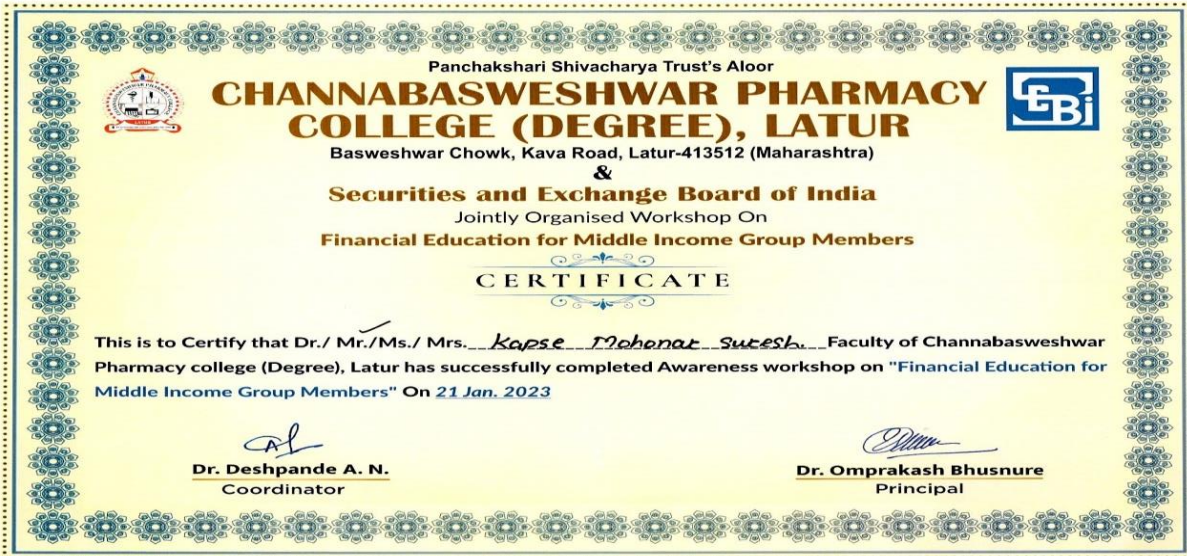 Panchakshari Shivacharya Trust's Aloor
CHANNABASWESHWAR PHARMACY
COLLEGE (DEGREE), LATUR
SEBI
LATUR
Basweshwar Chowk, Kava Road, Latur-413512 (Maharashtra)
&
Securities and Exchange Board of India
Jointly Organised Workshop On
Financial Education for Middle Income Group Members
CERTIFICATE
This is to Certify that Dr./ Mr./Ms./ Mrs. Kapse Mohonar Suresh. Faculty of Channabasweshwar
Pharmacy college (Degree), Latur has successfully completed Awareness workshop on "Financial Education for
Middle Income Group Members" On 21 Jan. 2023
Dr. Deshpande A. N.
Coordinator
Dr. Omprakash Bhusnure
Principal